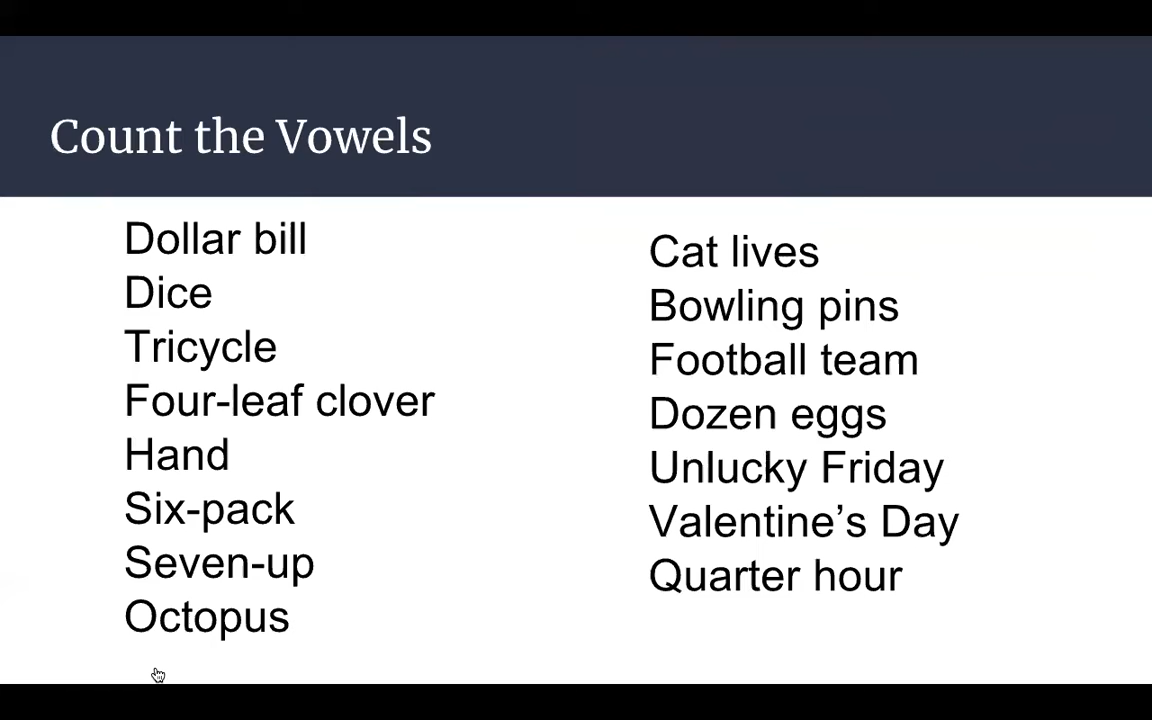 Count the Vowels
Dollar bill
Dice
Tricycle
Four-leaf clover
Hand
Six-pack
Seven-up
Octopus
Cat lives
Bowling pins
Football team
Dozen eggs
Unlucky Friday
Valentine’s Day
Quarter hour